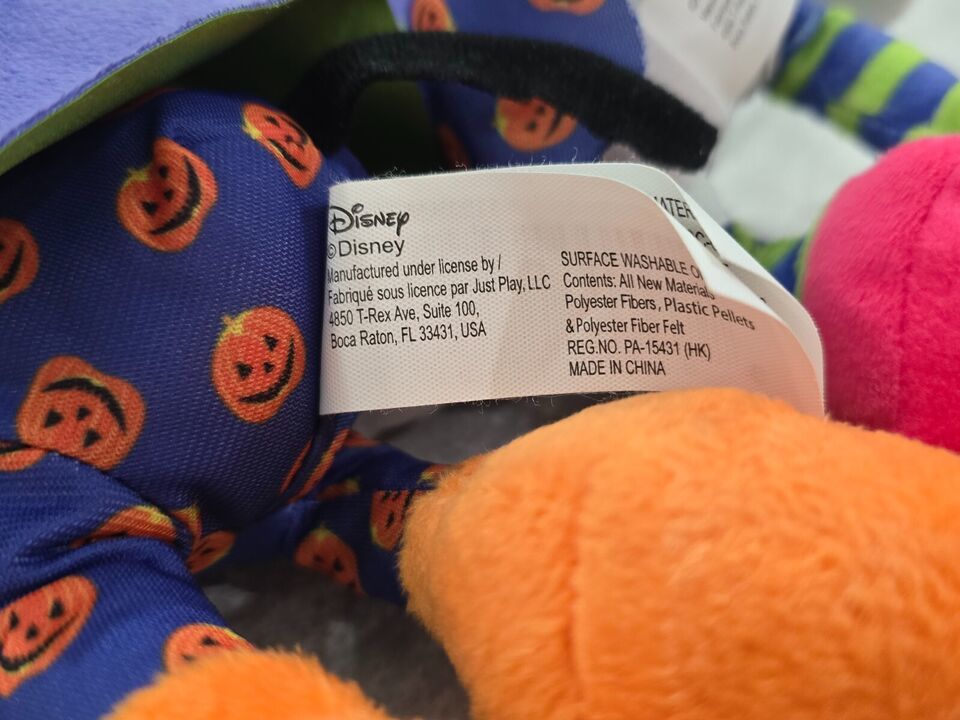 Disney
©Disney
Manufactured under license by /
Fabriqué sous licence par Just Play, LLC
4850 T-Rex Ave, Suite 100,
Boca Raton, FL 33431, USA
SURFACE WASHABLE
Contents: All New Materials
Polyester Fibers, Plastic Pellets
& Polyester Fiber Felt
REG.NO. PA-15431 (HK)
MADE IN CHINA